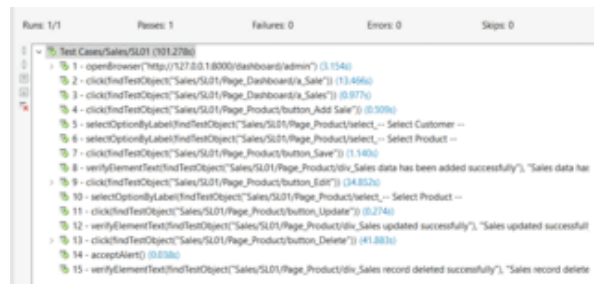 Runs: 1/1 Passes: 1 Failures: 0 Errors: 0 Skips: 0
Test Cases/Sales/SL01 (101.278s)
1 - openBrowser("http://127.0.0.1:8000/dashboard/admin") (3.154s)
2 - click(findTestObject("Sales/SL01/Page_Dashboard/a_Sale")) (13.466s)
3 - click(findTestObject("Sales/SL01/Page_Dashboard/a_Sales")) (0.977s)
4 - click(findTestObject("Sales/SL01/Page_Product/button_Add Sale")) (0.509s)
5 - selectOptionByLabel(findTestObject("Sales/SL01/Page_Product/select_-- Select Customer --
6 - selectOptionByLabel(findTestObject("Sales/SL01/Page_Product/select_-- Select Product --
7 - click(findTestObject("Sales/SL01/Page_Product/button_Save")) (1.140s)
8 - verifyElementText(findTestObject("Sales/SL01/Page_Product/div_Sales data has been added successfully"), "Sales data has
9 - click(findTestObject("Sales/SL01/Page_Product/button_Edit")) (34.852s)
10 - selectOptionByLabel(findTestObject("Sales/SL01/Page_Product/select_-- Select Product --
11 - click(findTestObject("Sales/SL01/Page_Product/button_Update")) (0.274s)
12 - verifyElementText(findTestObject("Sales/SL01/Page_Product/div_Sales updated successfully"), "Sales updated successfull
13 - click(findTestObject("Sales/SL01/Page_Product/button_Delete")) (41.883s)
14 - acceptAlert() (0.038s)
15 - verifyElementText(findTestObject("Sales/SL01/Page_Product/div_Sales record deleted successfully"), "Sales record delete